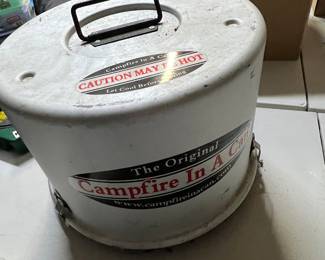 Campfire In A Can
CAUTION MAY BE HOT
Let Cool Before
The Original
Campfire In A Can
www.campfireinacan.com